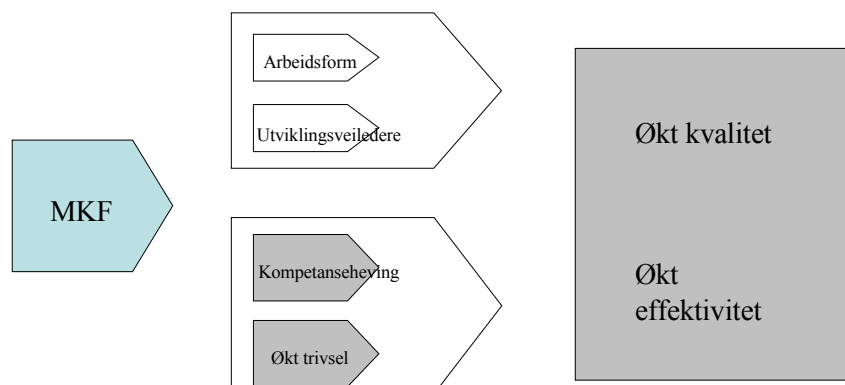 MKF
Arbeidsform
Utviklingsveiledere
Kompetanseheving
Økt trivsel
Økt kvalitet
Økt
effektivitet